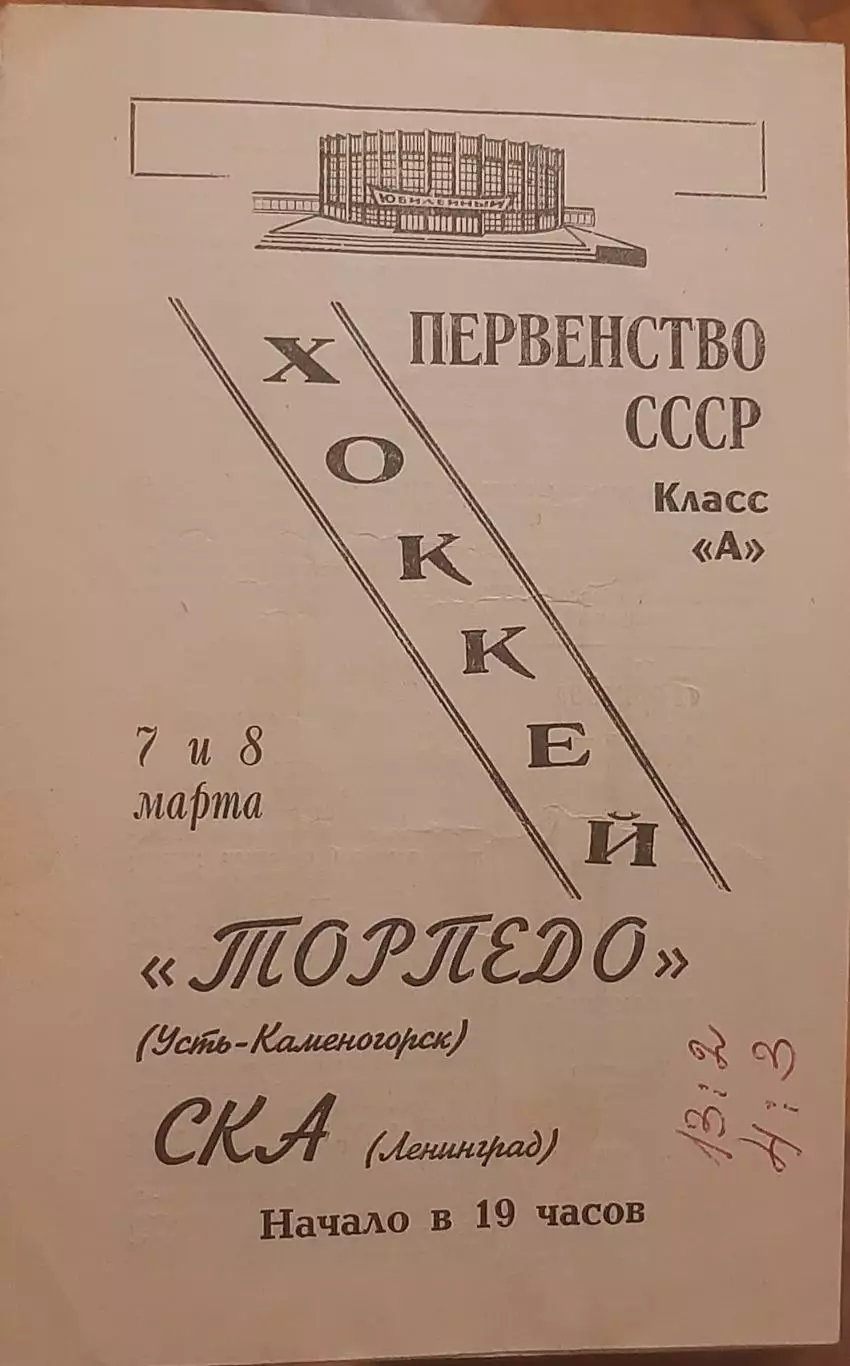 ЮБИЛЕЙНЫЙ
ХОККЕЙ
ПЕРВЕНСТВО
СССР
Класс
«А»
7 и 8
марта
«ТОРПЕДО»
(Усть-Каменогорск)
СКА (Ленинград)
Начало в 19 часов
13:2
4:3